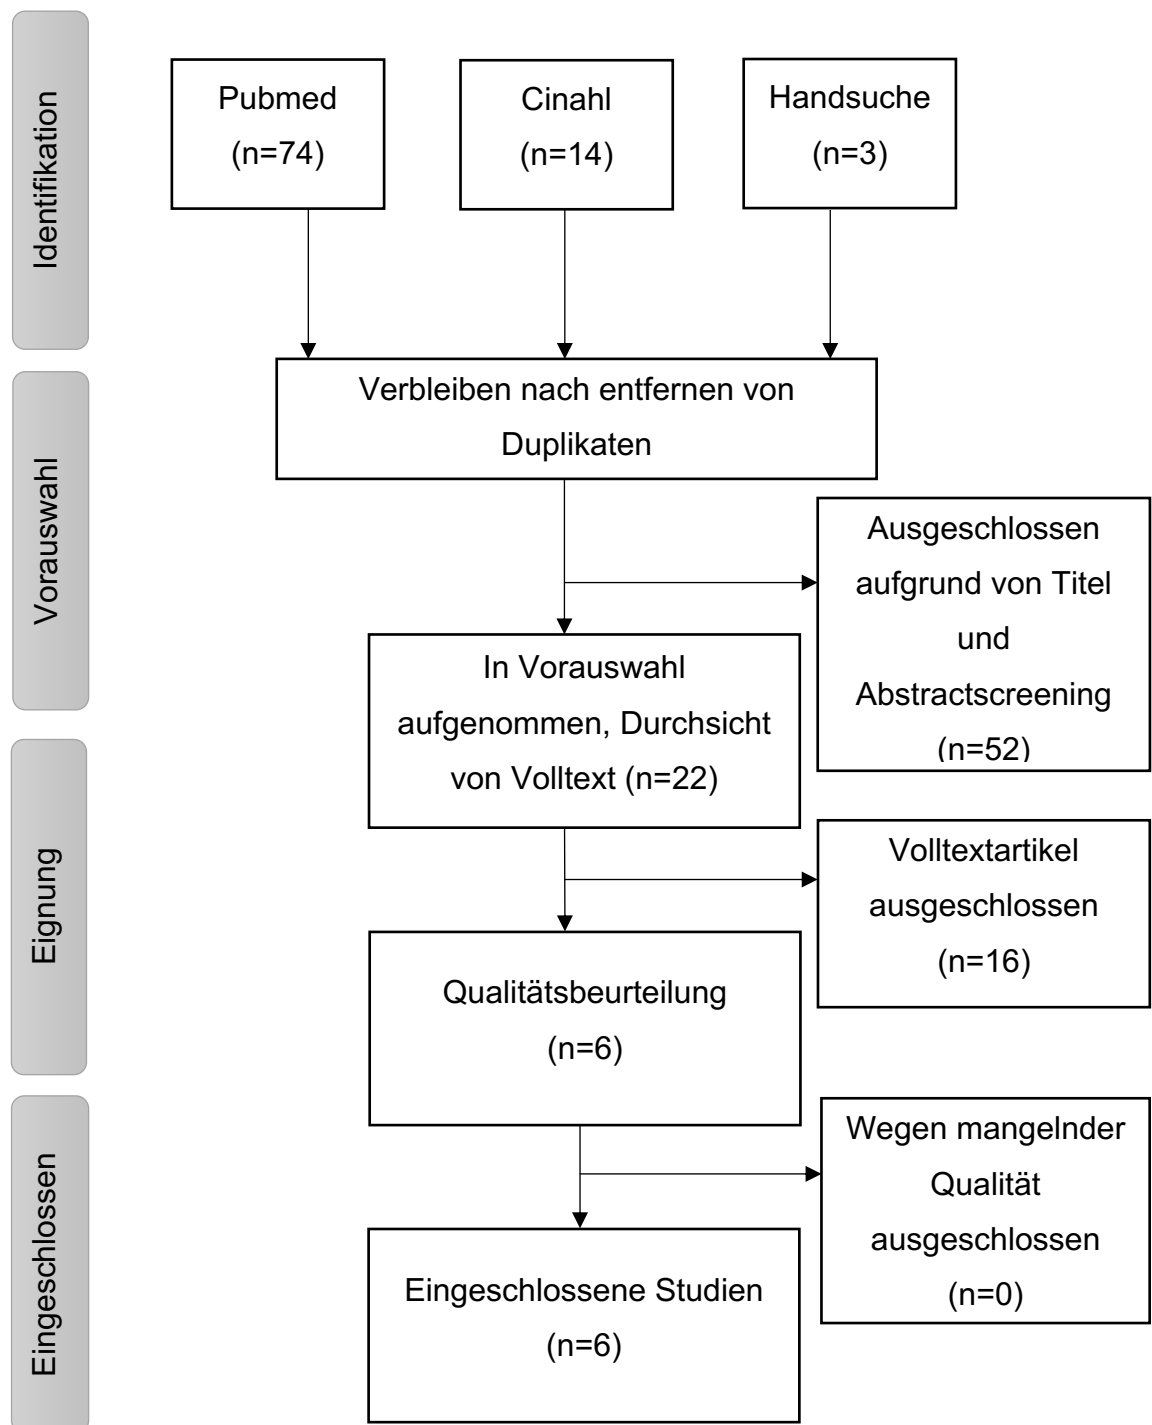 Identifikation
Pubmed
(n=74)
Cinahl
(n=14)
Handsuche
(n=3)
Vorauswahl
Verbleiben nach entfernen von
Duplikaten
Ausgeschlossen
aufgrund von Titel
und
Abstractscreening
(n=52)
In Vorauswahl
aufgenommen, Durchsicht
von Volltext (n=22)
Eignung
Volltextartikel
ausgeschlossen
(n=16)
Qualitätsbeurteilung
(n=6)
Eingeschlossen
Wegen mangelnder
Qualität
ausgeschlossen
(n=0)
Eingeschlossene Studien
(n=6)